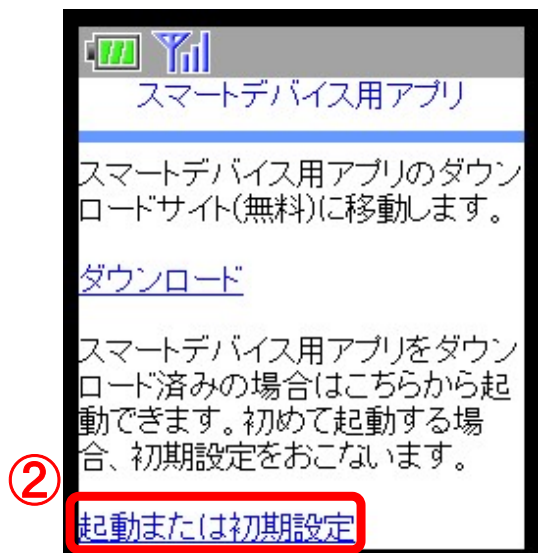 スマートデバイス用アプリ
スマートデバイス用アプリのダウン
ロードサイト(無料)に移動します。
ダウンロード
スマートデバイス用アプリをダウン
ロード済みの場合はこちらから起
動できます。初めて起動する場
合、初期設定をおこないます。
②
起動または初期設定